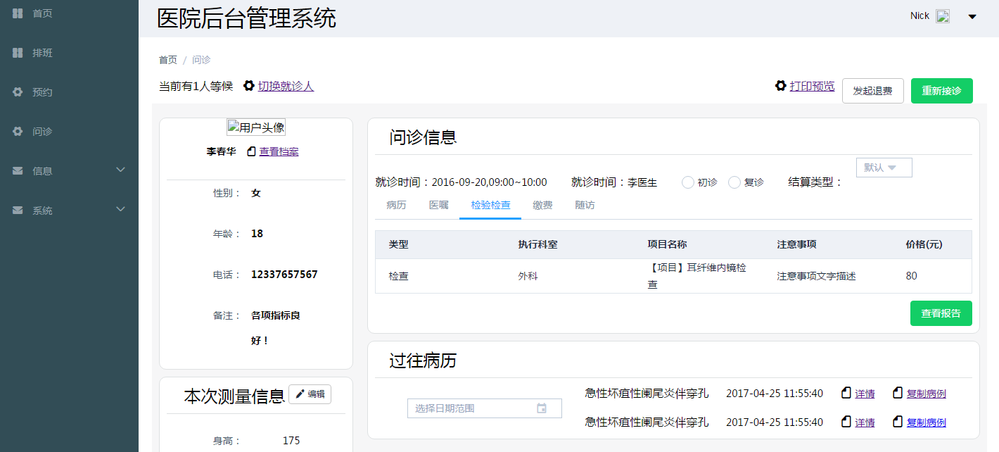 首页
排班
预约
问诊
信息
系统
医院后台管理系统
Nick
首页 / 问诊
当前有1人等候 切换就诊人
打印预览 发起退费 重新接诊
用户头像
李春华 查看档案
性别： 女
年龄： 18
电话： 12337657567
备注： 各项指标良
好！
本次测量信息 编辑
身高： 175
问诊信息
就诊时间：2016-09-20,09:00~10:00 就诊时间：李医生 初诊 复诊 结算类型： 默认
病历 医嘱 检验检查 缴费 随访
类型 执行科室 项目名称 注意事项 价格(元)
检查 外科 【项目】耳纤维内镜检
查 注意事项文字描述 80
查看报告
过往病历
选择日期范围
急性坏疽性阑尾炎伴穿孔 2017-04-25 11:55:40 详情 复制病例
急性坏疽性阑尾炎伴穿孔 2017-04-25 11:55:40 详情 复制病例